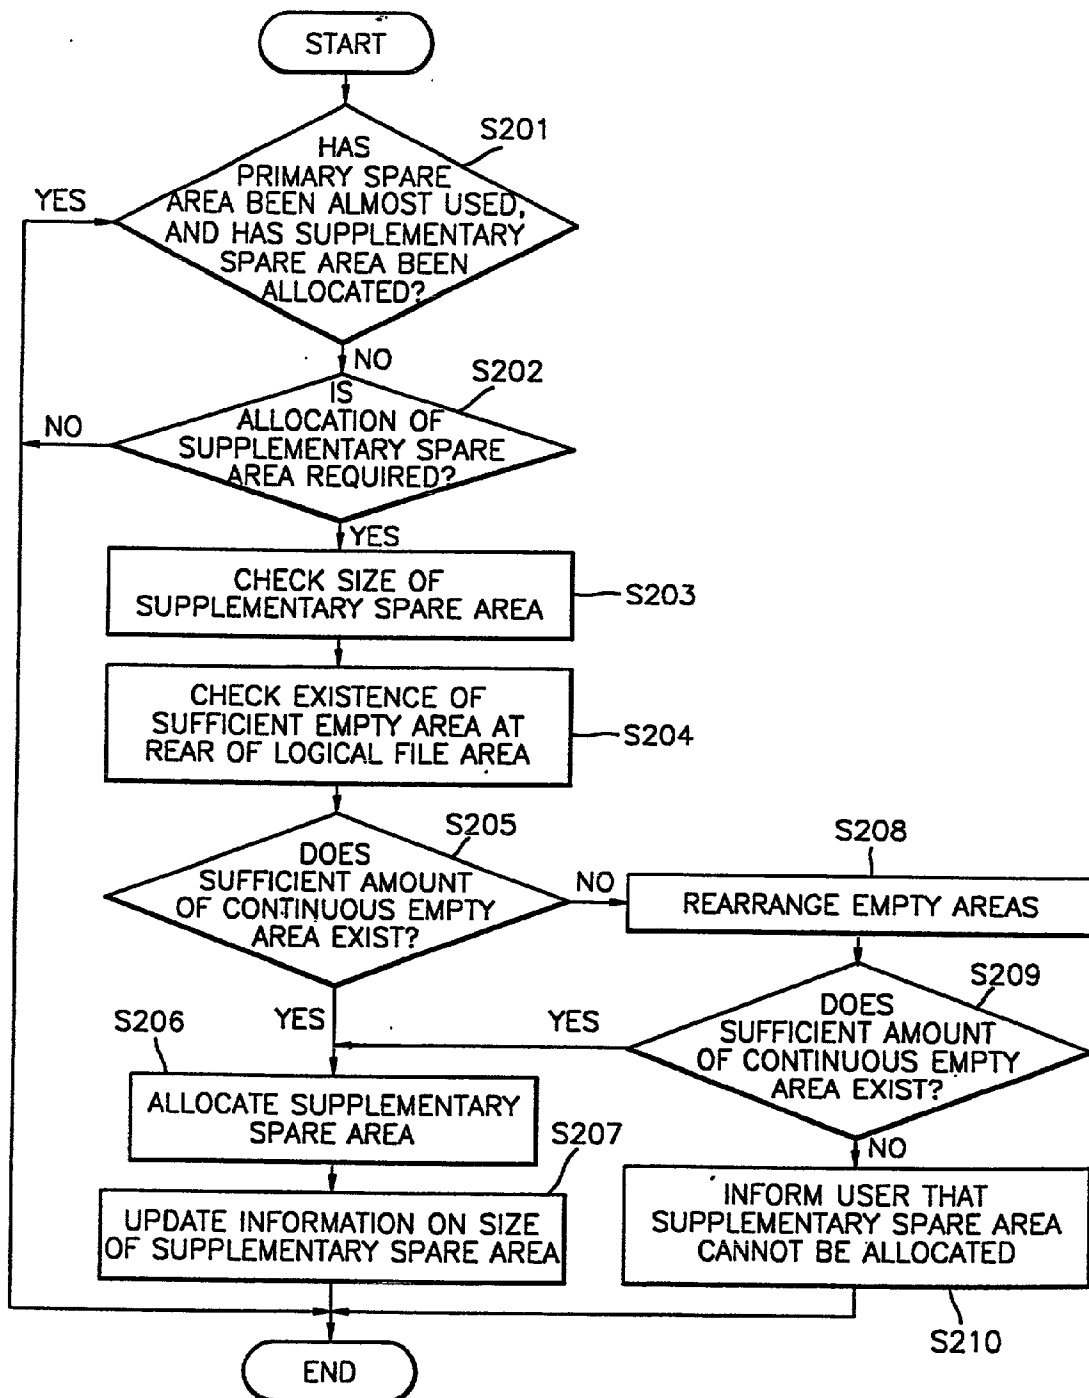 START
S201
HAS
PRIMARY SPARE
AREA BEEN ALMOST USED,
AND HAS SUPPLEMENTARY
SPARE AREA BEEN
ALLOCATED?
YES
NO
S202
IS
ALLOCATION OF
SUPPLEMENTARY SPARE
AREA REQUIRED?
NO
YES
CHECK SIZE OF
SUPPLEMENTARY SPARE AREA
S203
CHECK EXISTENCE OF
SUFFICIENT EMPTY AREA AT
REAR OF LOGICAL FILE AREA
S204
S205
DOES
SUFFICIENT AMOUNT
OF CONTINUOUS EMPTY
AREA EXIST?
NO
S208
REARRANGE EMPTY AREAS
S209
DOES
SUFFICIENT AMOUNT
OF CONTINUOUS EMPTY
AREA EXIST?
YES
YES
S206
ALLOCATE SUPPLEMENTARY
SPARE AREA
NO
S207
UPDATE INFORMATION ON SIZE
OF SUPPLEMENTARY SPARE AREA
INFORM USER THAT
SUPPLEMENTARY SPARE AREA
CANNOT BE ALLOCATED
S210
END